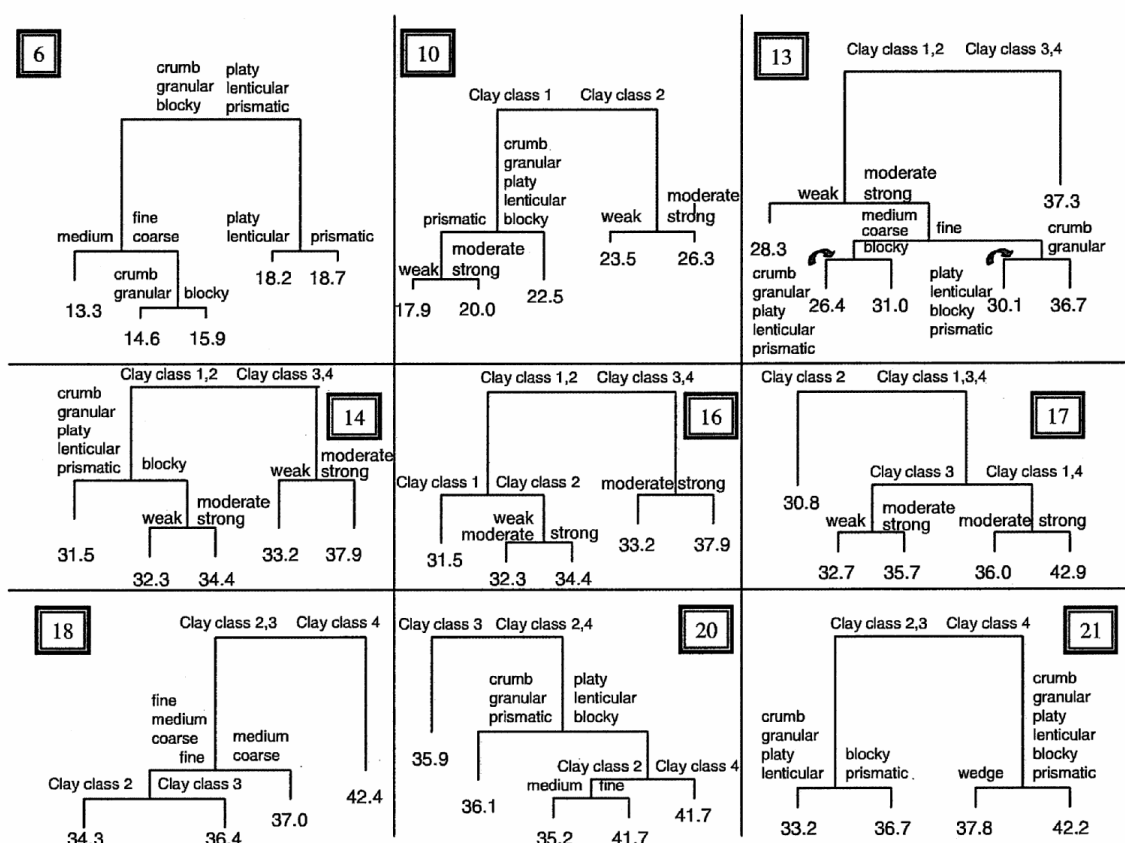 6
crumb platy
granular lenticular
blocky prismatic
medium
fine
coarse
platy
lenticular
prismatic
13.3
crumb
granular
blocky
18.2 18.7
14.6 15.9
10
Clay class 1 Clay class 2
crumb
granular
platy
lenticular
blocky
prismatic
weak
moderate
strong
weak
moderate
strong
17.9 20.0 22.5
23.5 26.3
13
Clay class 1,2 Clay class 3,4
weak
moderate
strong
37.3
medium
coarse
blocky
fine
crumb
granular
28.3
crumb
granular
platy
lenticular
prismatic
26.4 31.0
platy
lenticular
blocky
prismatic
30.1 36.7
Clay class 1,2 Clay class 3,4
14
crumb
granular
platy
lenticular
prismatic
blocky
weak
moderate
strong
weak
moderate
strong
31.5
32.3 34.4
33.2 37.9
Clay class 1,2 Clay class 3,4
16
Clay class 1 Clay class 2
moderate strong
weak
moderate
strong
31.5
32.3 34.4
33.2 37.9
Clay class 2 Clay class 1,3,4
17
30.8
Clay class 3 Clay class 1,4
weak
moderate
strong
moderate strong
32.7 35.7 36.0 42.9
18
Clay class 2,3 Clay class 4
fine
medium
coarse
fine
medium
coarse
Clay class 2 Clay class 3
42.4
37.0
34.3 36.4
Clay class 3 Clay class 2,4
20
crumb
granular
prismatic
platy
lenticular
blocky
35.9
36.1
Clay class 2 Clay class 4
medium fine
41.7
35.2 41.7
Clay class 2,3 Clay class 4
21
crumb
granular
platy
lenticular
blocky
prismatic
wedge
crumb
granular
platy
lenticular
blocky
prismatic
33.2 36.7 37.8 42.2